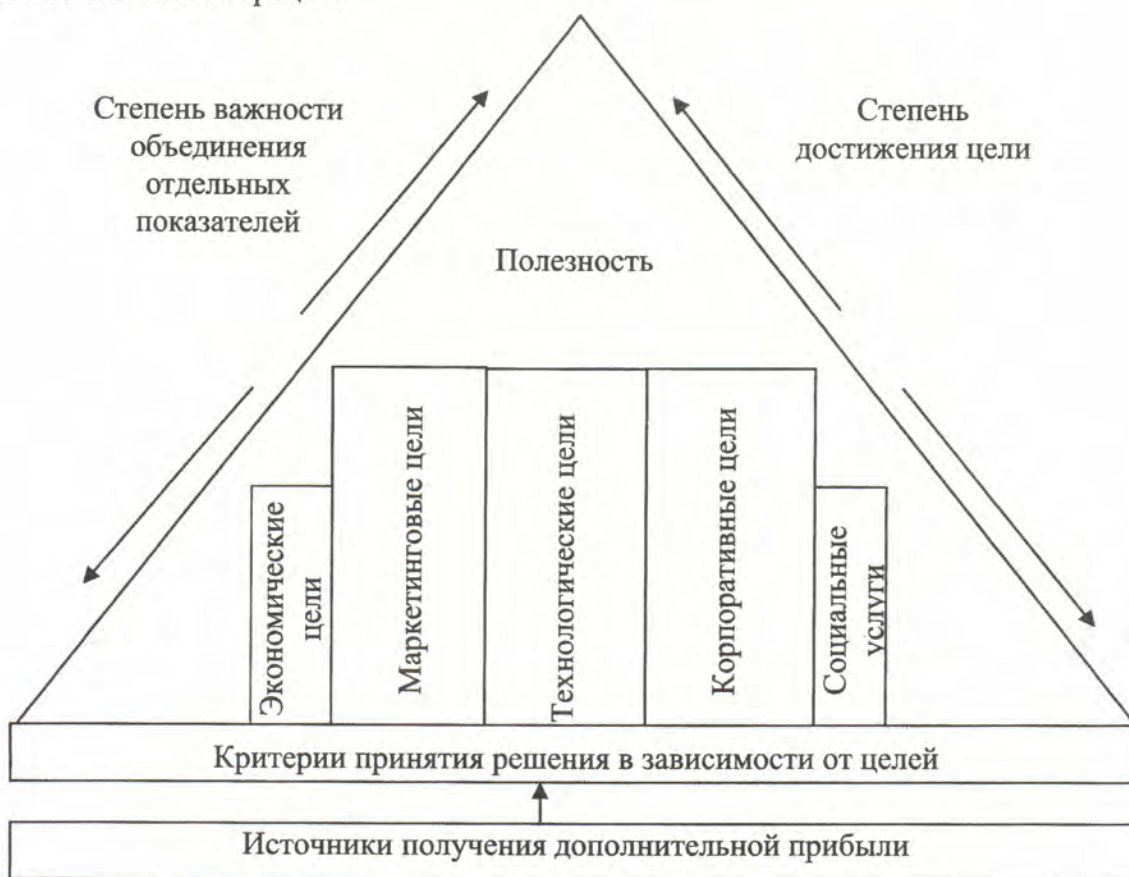 Степень важности
объединения
отдельных
показателей
Степень
достижения цели
Полезность
Экономические
цели
Маркетинговые цели
Технологические цели
Корпоративные цели
Социальные
услуги
Критерии принятия решения в зависимости от целей
Источники получения дополнительной прибыли